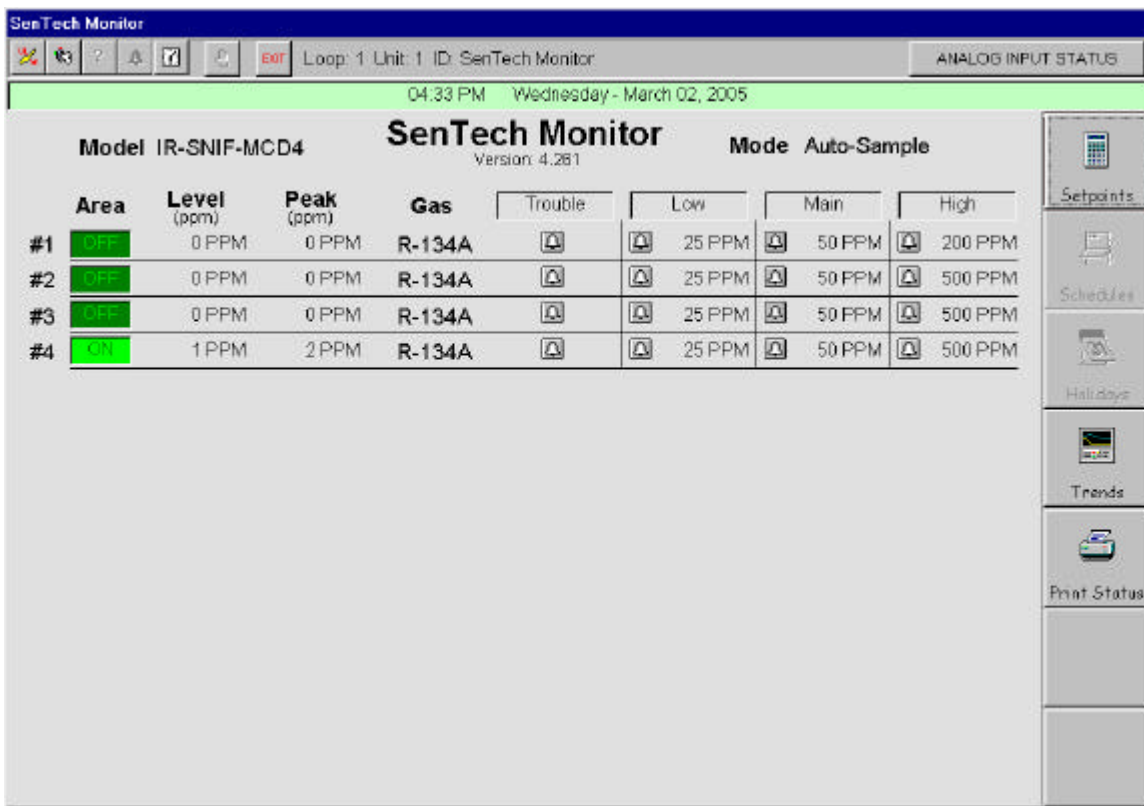 SenTech Monitor
? EXIT Loop: 1 Unit: 1 ID: SenTech Monitor ANALOG INPUT STATUS
04:33 PM Wednesday - March 02, 2005
Model IR-SNIF-MCD4 SenTech Monitor Mode Auto-Sample
Version: 4.261
Area Level (ppm) Peak (ppm) Gas Trouble Low Main High
#1 OFF 0 PPM 0 PPM R-134A 25 PPM 50 PPM 200 PPM
#2 OFF 0 PPM 0 PPM R-134A 25 PPM 50 PPM 500 PPM
#3 OFF 0 PPM 0 PPM R-134A 25 PPM 50 PPM 500 PPM
#4 ON 1 PPM 2 PPM R-134A 25 PPM 50 PPM 500 PPM
Setpoints
Schedules
Holidays
Trends
Print Status